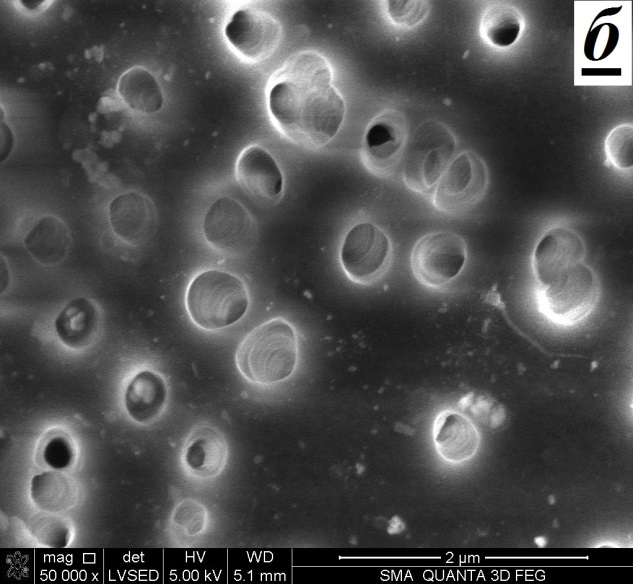 б
mag □ det HV WD 2 µm
50 000 x LVSED 5.00 kV 5.1 mm SMA QUANTA 3D FEG